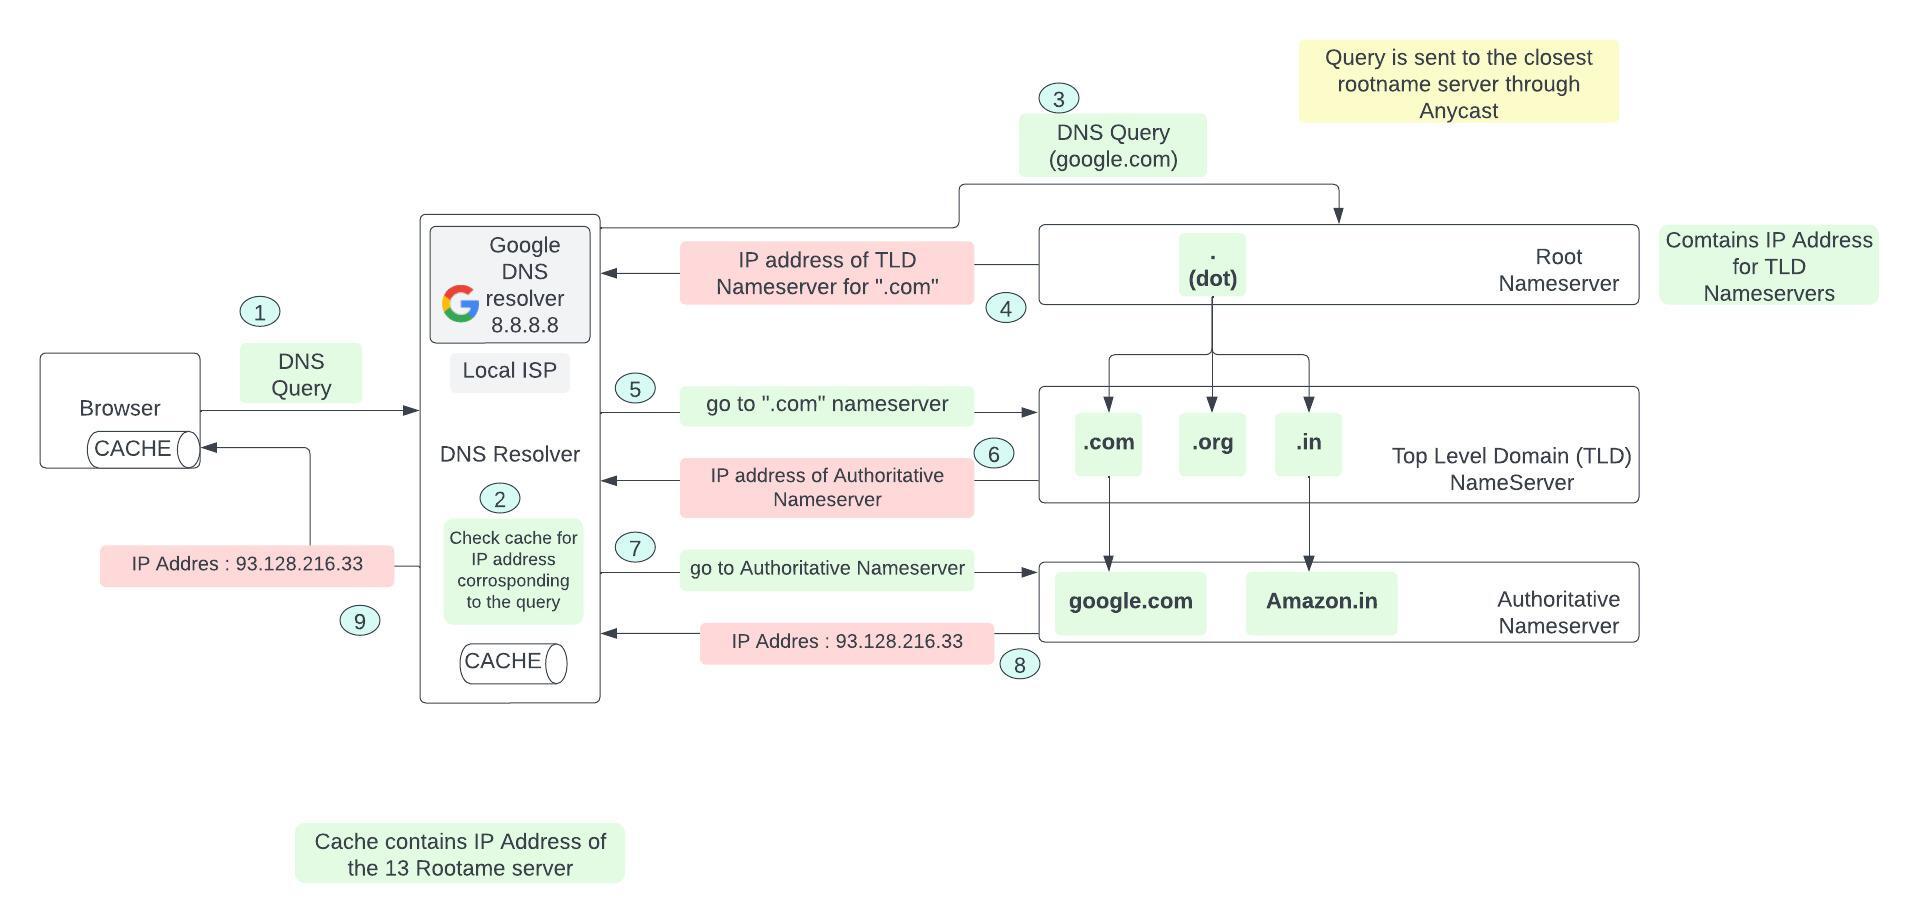 Query is sent to the closest
rootname server through
Anycast
3
DNS Query
(google.com)
Google
DNS
resolver
8.8.8.8
IP address of TLD
Nameserver for ".com"
.
(dot)
Root
Nameserver
Comtains IP Address
for TLD
Nameservers
4
1
DNS
Query
Local ISP
5
go to ".com" nameserver
Browser
CACHE
DNS Resolver
6
.com
.org
.in
Top Level Domain (TLD)
NameServer
IP address of Authoritative
Nameserver
2
Check cache for
IP address
corrosponding
to the query
7
go to Authoritative Nameserver
IP Addres : 93.128.216.33
9
google.com
Amazon.in
Authoritative
Nameserver
IP Addres : 93.128.216.33
8
CACHE
Cache contains IP Address of
the 13 Rootame server